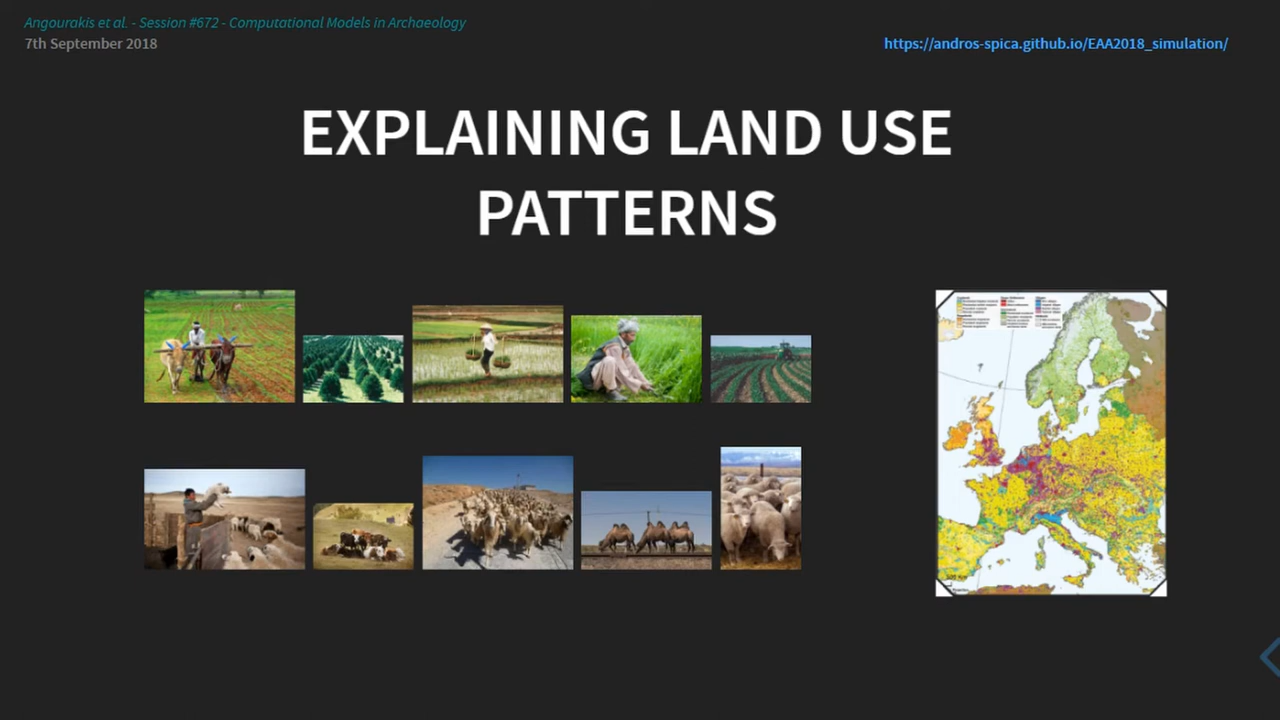 Angourakis et al. - Session #672 - Computational Models in Archaeology
7th September 2018
https://andros-spica.github.io/EAA2018_simulation/
EXPLAINING LAND USE
PATTERNS